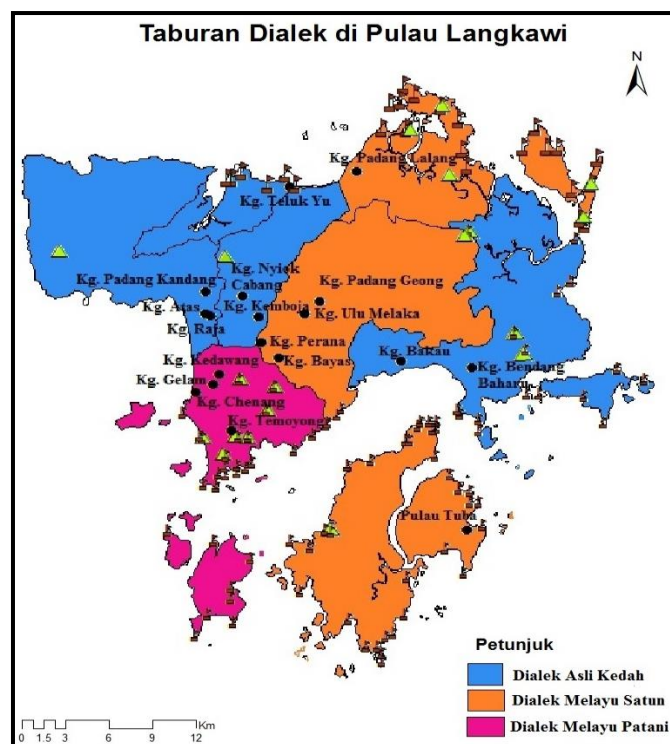 Taburan Dialek di Pulau Langkawi
N
Kg. Padang Lalang
Kg. Teluk Yu
Kg. Nyiok
Cabang
Kg. Padang Kandang
Kg. Padang Geong
Kg. Atas
Kg. Kemboja
Kg. Ulu Melaka
Kg. Raja
Kg. Perana
Kg. Bayas
Kg. Bakau
Kg. Bendang
Baharu
Kg. Kedawang
Kg. Gelam
Kg. Chenang
Kg. Temoyong
Pulau Tuba
Petunjuk
Dialek Asli Kedah
Dialek Melayu Satun
Dialek Melayu Patani
Km
0 1.5 3 6 9 12